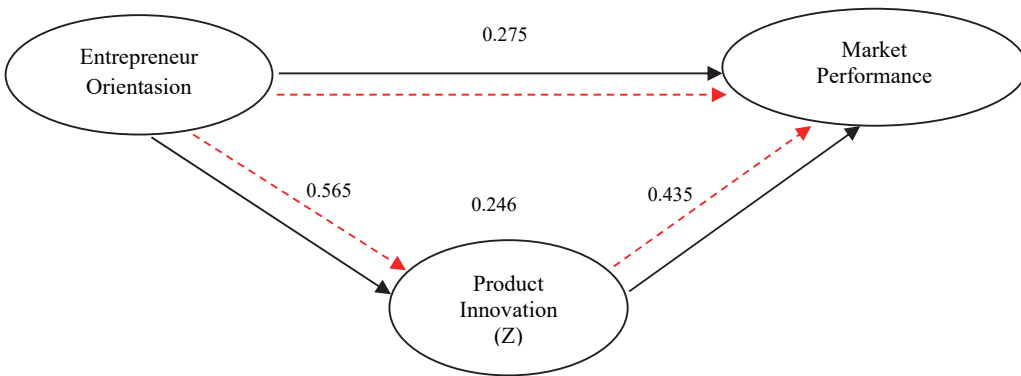 0.275
Entrepreneur
Orientasion
Market
Performance
0.565
0.246
0.435
Product
Innovation
(Z)